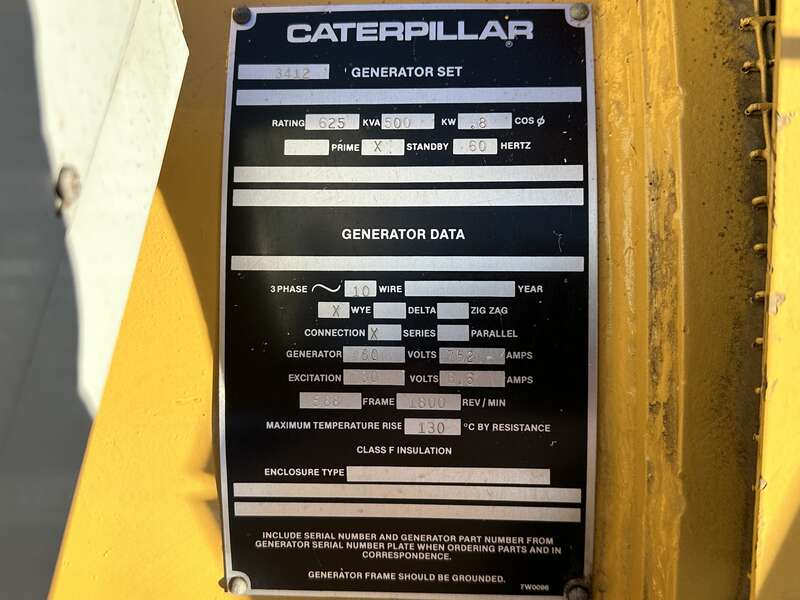 CATERPILLAR®
3412 GENERATOR SET
RATING 625 KVA 500 KW .8 COS ø
PRIME X STANDBY 60 HERTZ
GENERATOR DATA
3 PHASE ~ 10 WIRE YEAR
X WYE DELTA ZIG ZAG
CONNECTION X SERIES PARALLEL
GENERATOR VOLTS 752 AMPS
EXCITATION VOLTS AMPS
FRAME 1800 REV/MIN
MAXIMUM TEMPERATURE RISE 130 °C BY RESISTANCE
CLASS F INSULATION
ENCLOSURE TYPE
INCLUDE SERIAL NUMBER AND GENERATOR PART NUMBER FROM
GENERATOR SERIAL NUMBER PLATE WHEN ORDERING PARTS AND IN
CORRESPONDENCE.
GENERATOR FRAME SHOULD BE GROUNDED.
7W0096